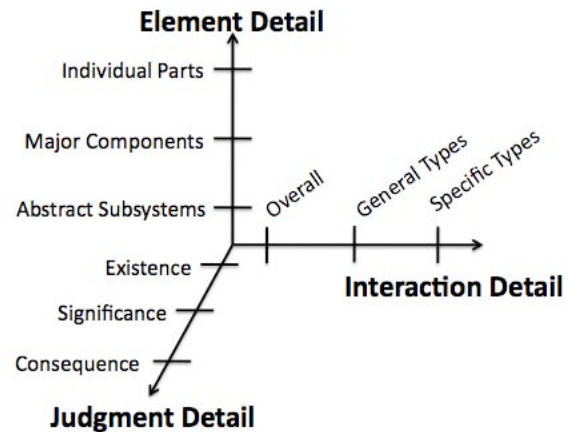 Element Detail
Individual Parts
Major Components
Abstract Subsystems
Overall
General Types
Specific Types
Existence
Interaction Detail
Significance
Consequence
Judgment Detail